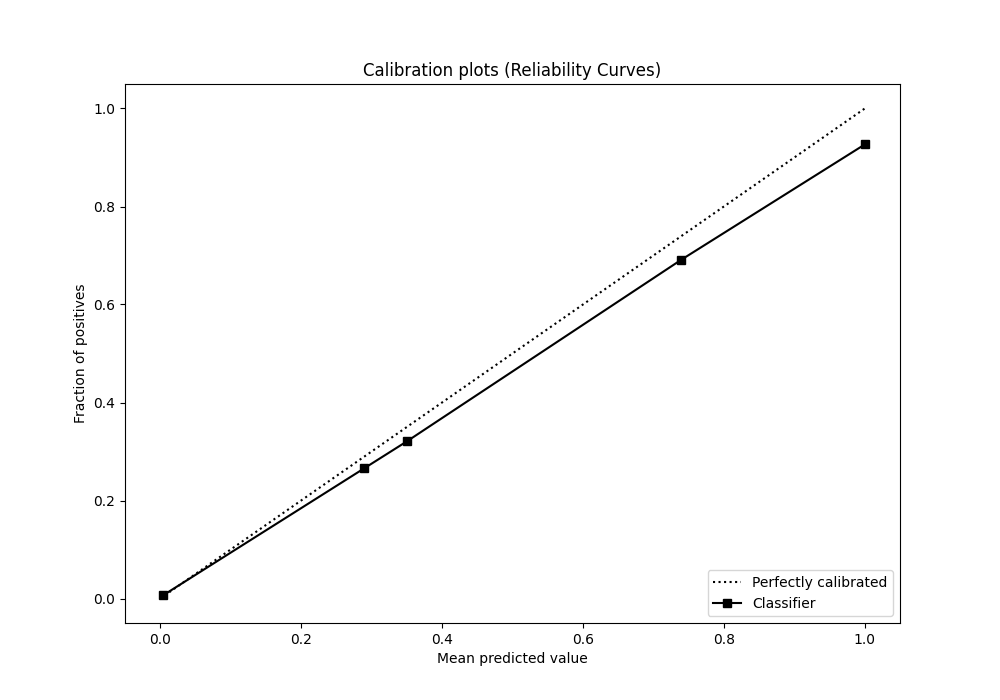 Calibration plots (Reliability Curves)
1.0
0.8
0.6
0.4
0.2
0.0
Fraction of positives
0.0 0.2 0.4 0.6 0.8 1.0
Mean predicted value
Perfectly calibrated
Classifier